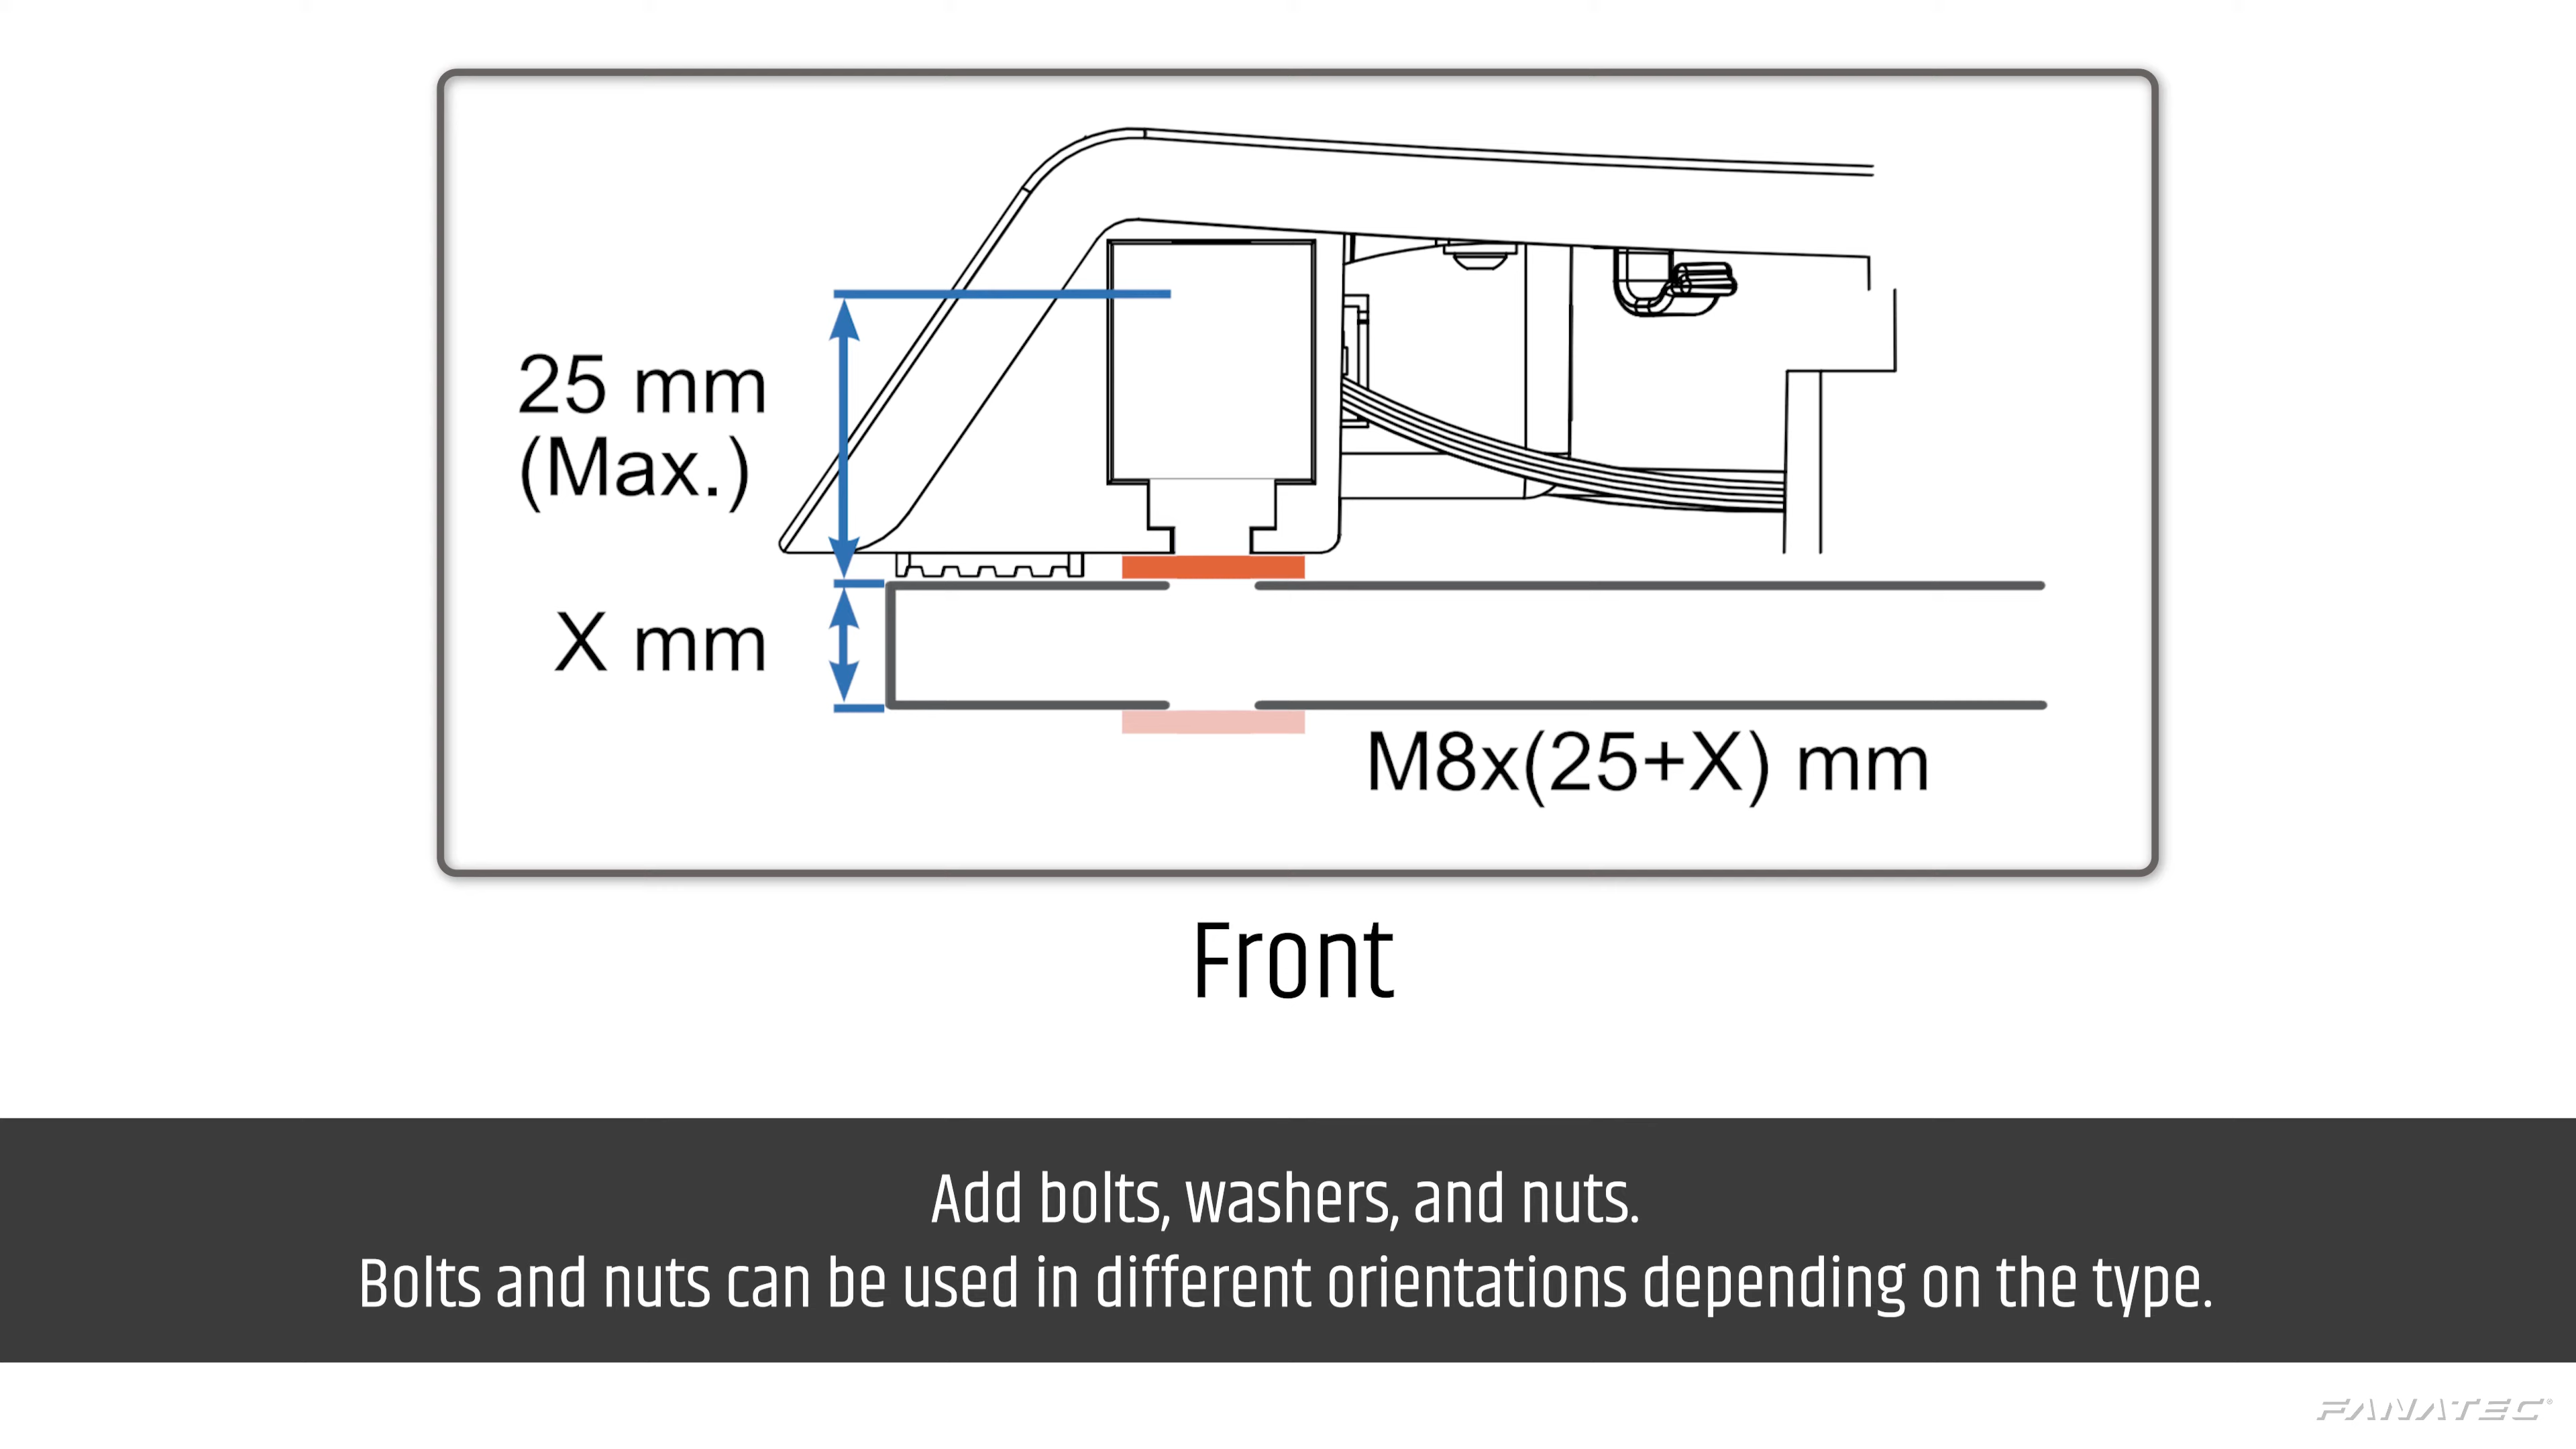 25 mm
(Max.)
X mm
M8x(25+X) mm
Front
Add bolts, washers, and nuts.
Bolts and nuts can be used in different orientations depending on the type.
FANATEC®